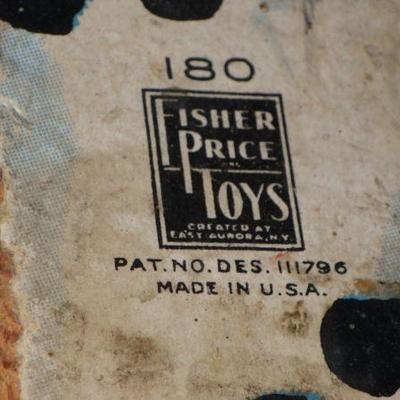 180
FISHER
PRICE
INC
TOYS
CREATED AT
EAST AURORA, N.Y.
PAT. NO. DES. 111796
MADE IN U.S.A.